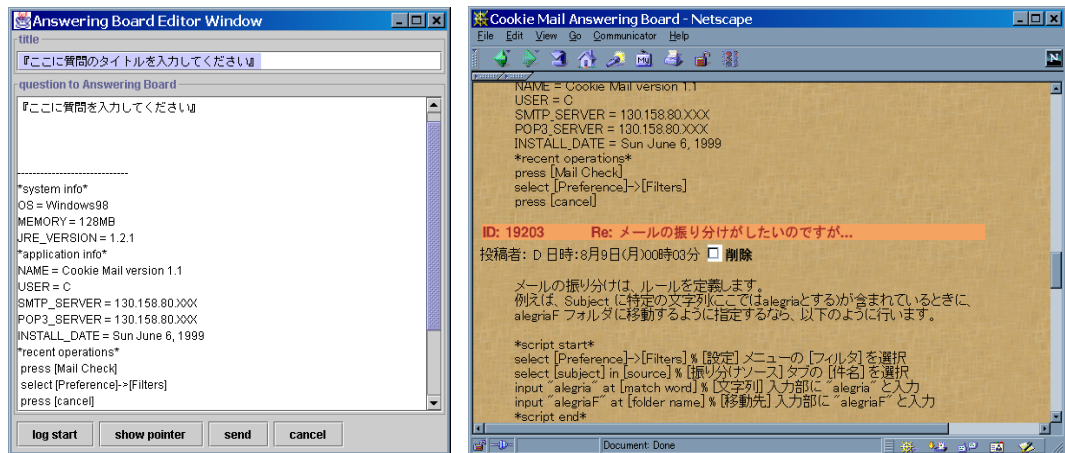 Answering Board Editor Window
title
『ここに質問のタイトルを入力してください』
question to Answering Board
『ここに質問を入力してください』
----------------------------
*system info*
OS = Windows98
MEMORY = 128MB
JRE_VERSION = 1.2.1
*application info*
NAME = Cookie Mail version 1.1
USER = C
SMTP_SERVER = 130.158.80.XXX
POP3_SERVER = 130.158.80.XXX
INSTALL_DATE = Sun June 6, 1999
*recent operations*
press [Mail Check]
select [Preference]->[Filters]
press [cancel]
log start show pointer send cancel
Cookie Mail Answering Board - Netscape
File Edit View Go Communicator Help
My
N
NAME = Cookie Mail version 1.1
USER = C
SMTP_SERVER = 130.158.80.XXX
POP3_SERVER = 130.158.80.XXX
INSTALL_DATE = Sun June 6, 1999
*recent operations*
press [Mail Check]
select [Preference]->[Filters]
press [cancel]
ID: 19203 Re: メールの振り分けがしたいのですが...
投稿者: D 日時:8月9日(月)00時03分 削除
メールの振り分けは、ルールを定義します。
例えば、Subject に特定の文字列(ここではalegriaとする)が含まれているときに、
alegriaF フォルダに移動するように指定するなら、以下のように行います。
*script start*
select [Preference]->[Filters] % [設定] メニューの [フィルタ] を選択
select [subject] in [source] % [振り分けソース] タブの [件名] を選択
input "alegria" at [match word] % [文字列] 入力部に "alegria" と入力
input "alegriaF" at [folder name] % [移動先] 入力部に "alegriaF" と入力
*script end*
Document: Done